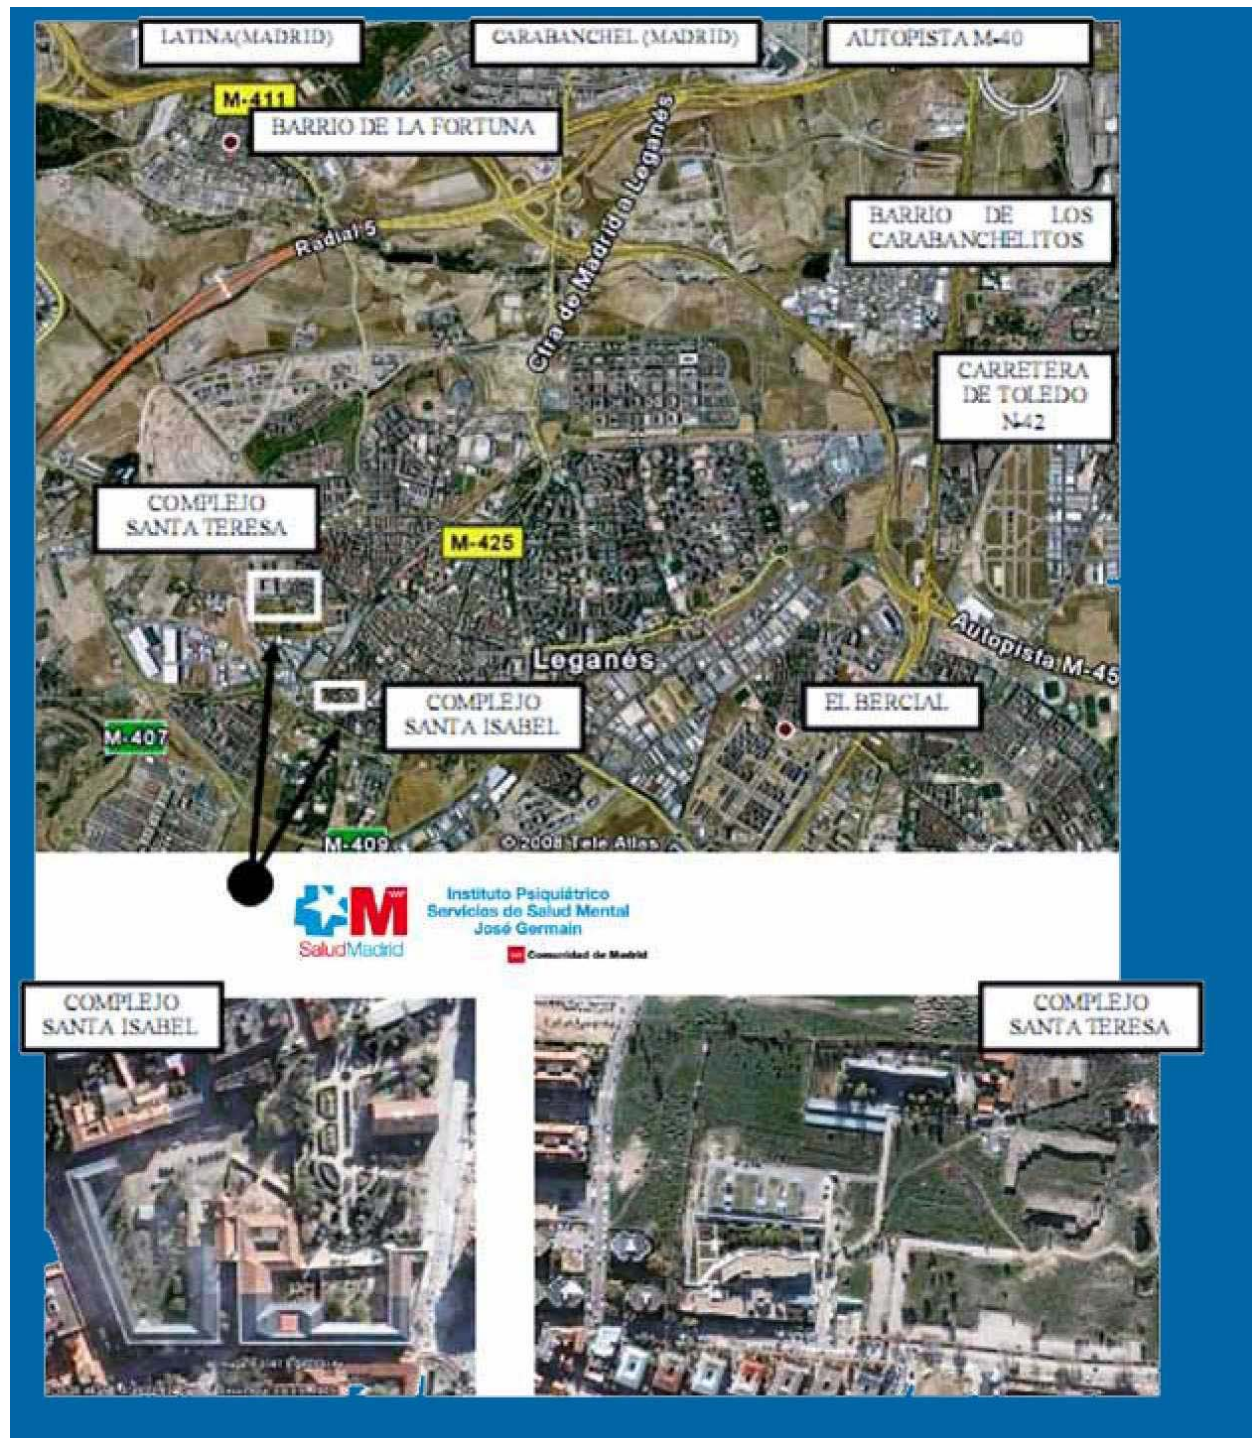 LATINA(MADRID)
CARABANCHEL (MADRID)
AUTOPISTA M-40
M-411
BARRIO DE LA FORTUNA
Ctra de Madrid a Leganés
Radial 5
BARRIO DE LOS
CARABANCHELITOS
CARRETERA
DE TOLEDO
N-42
COMPLEJO
SANTA TERESA
M-425
Autopista M-45
Leganés
COMPLEJO
SANTA ISABEL
EL BERCIAL
M-407
M-409
© 2008 Tele Atlas
SaludMadrid
Instituto Psiquiátrico
Servicios de Salud Mental
José Germain
Comunidad de Madrid
COMPLEJO
SANTA ISABEL
COMPLEJO
SANTA TERESA